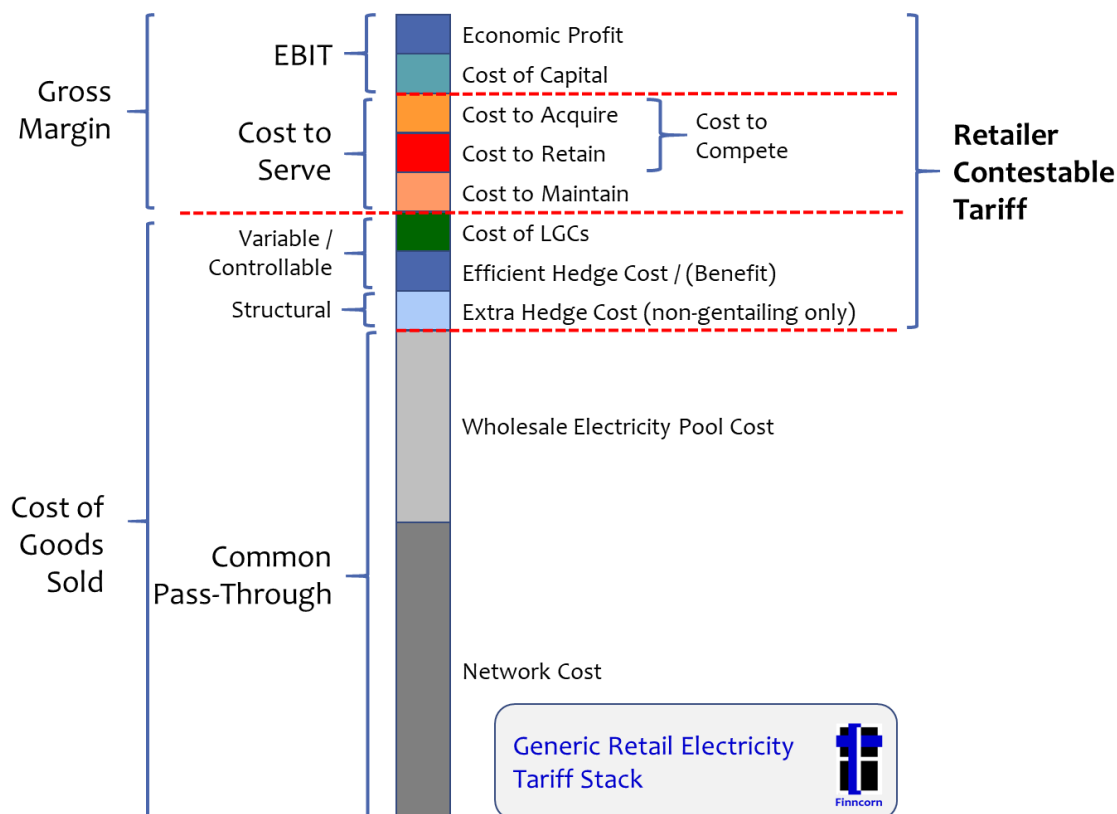 Economic Profit
EBIT
Cost of Capital
Gross
Margin
Cost to Acquire
Cost to
Serve
Cost to
Compete
Cost to Retain
Cost to Maintain
Retailer
Contestable
Tariff
Variable /
Controllable
Cost of LGCs
Efficient Hedge Cost / (Benefit)
Structural
Extra Hedge Cost (non-gentailing only)
Wholesale Electricity Pool Cost
Cost of
Goods
Sold
Common
Pass-Through
Network Cost
Generic Retail Electricity
Tariff Stack
Finncorn